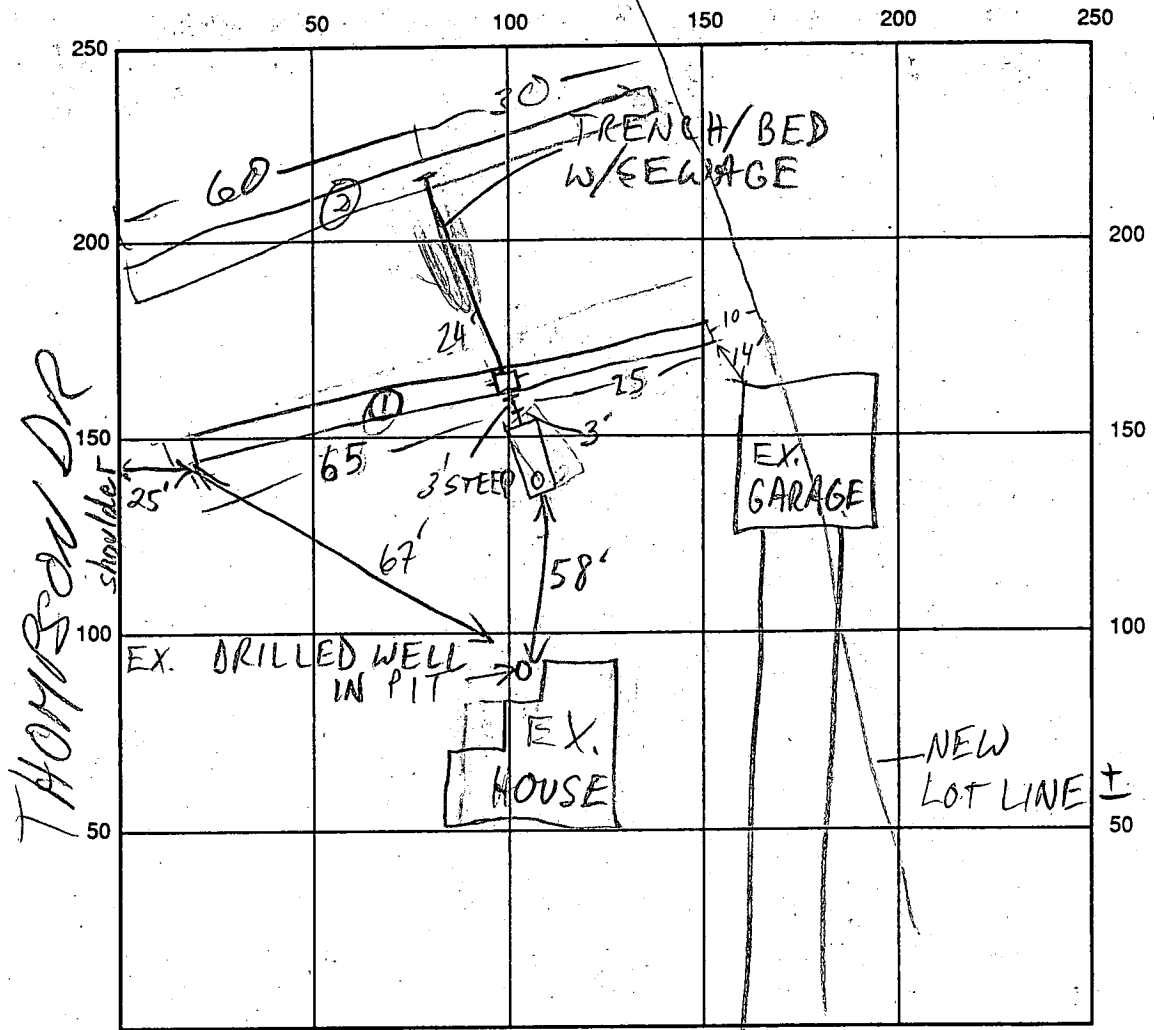 50 100 150 200 250
250
30
TRENCH/BED
W/SEWAGE
60
②
200 200
24'
10
14'
25
①
150 150
3'
65
3' STEEP
EX.
GARAGE
25'
THOMPSON DR
shoulder
67'
58'
100 100
EX. DRILLED WELL
IN PIT
EX.
HOUSE
NEW
LOT LINE ±
50 50